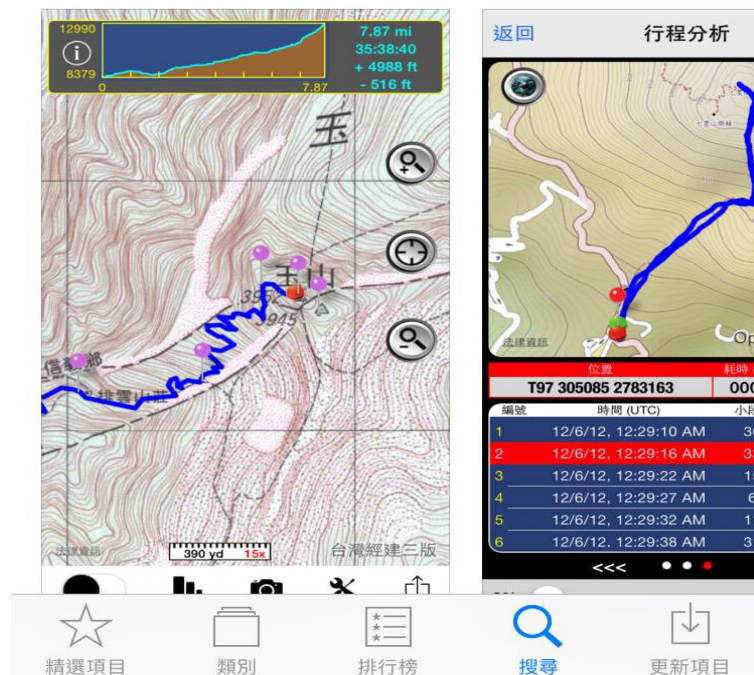 12990
8379
0
7.87
7.87 mi
35:38:40
+ 4988 ft
- 516 ft
玉
玉山
3952
3945
信義鄉
排雲山莊
法律資訊
390 yd 15x
台灣經建三版
返回
行程分析
法律資訊
位置
耗時
T97 305085 2783163
編號 時間 (UTC)
1 12/6/12, 12:29:10 AM
2 12/6/12, 12:29:16 AM
3 12/6/12, 12:29:22 AM
4 12/6/12, 12:29:27 AM
5 12/6/12, 12:29:32 AM
6 12/6/12, 12:29:38 AM
<<<
精選項目
類別
排行榜
搜尋
更新項目